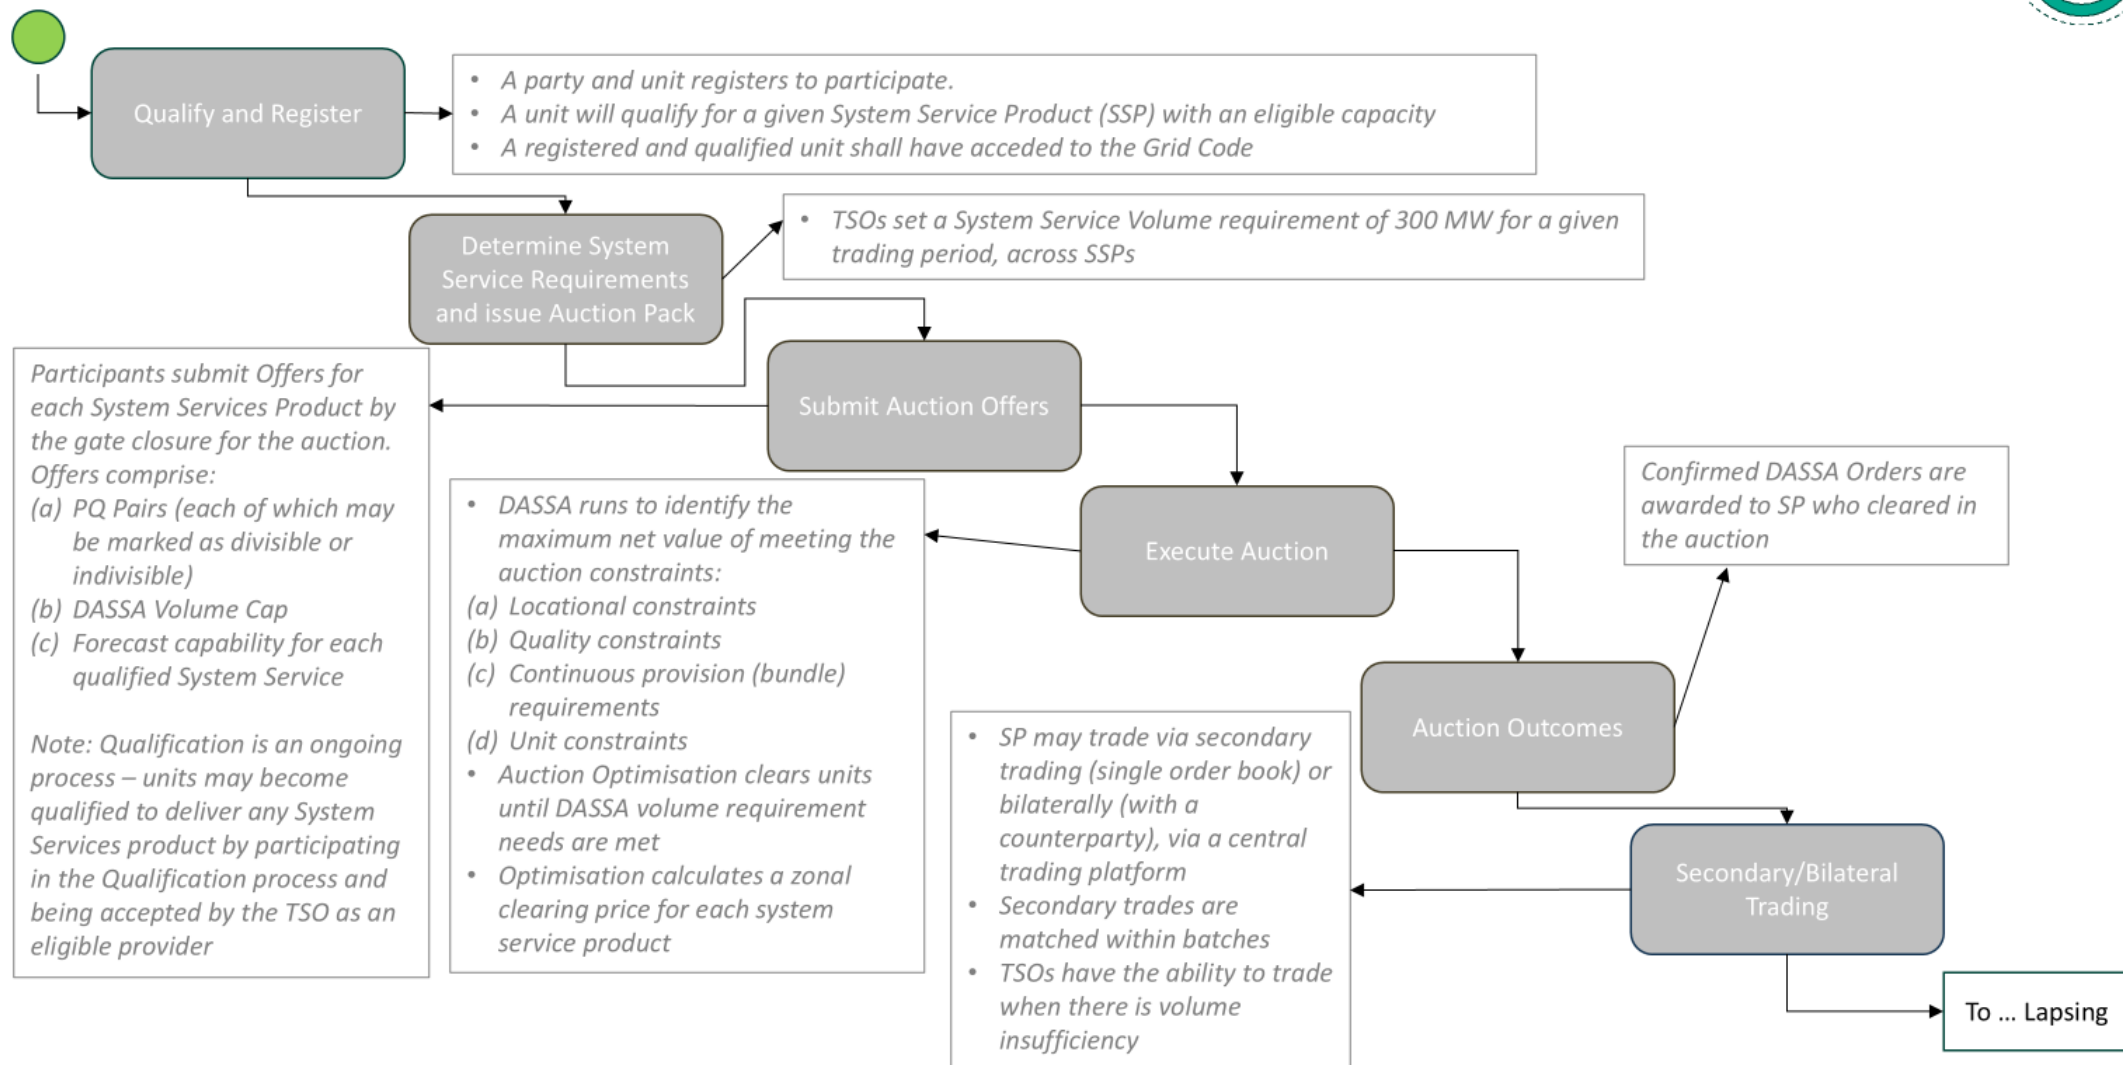 Qualify and Register
• A party and unit registers to participate.
• A unit will qualify for a given System Service Product (SSP) with an eligible capacity
• A registered and qualified unit shall have acceded to the Grid Code
Determine System
Service Requirements
and issue Auction Pack
• TSOs set a System Service Volume requirement of 300 MW for a given
trading period, across SSPs
Submit Auction Offers
Participants submit Offers for
each System Services Product by
the gate closure for the auction.
Offers comprise:
(a) PQ Pairs (each of which may
be marked as divisible or
indivisible)
(b) DASSA Volume Cap
(c) Forecast capability for each
qualified System Service
Note: Qualification is an ongoing
process – units may become
qualified to deliver any System
Services product by participating
in the Qualification process and
being accepted by the TSO as an
eligible provider
Execute Auction
• DASSA runs to identify the
maximum net value of meeting the
auction constraints:
(a) Locational constraints
(b) Quality constraints
(c) Continuous provision (bundle)
requirements
(d) Unit constraints
• Auction Optimisation clears units
until DASSA volume requirement
needs are met
• Optimisation calculates a zonal
clearing price for each system
service product
Auction Outcomes
Confirmed DASSA Orders are
awarded to SP who cleared in
the auction
Secondary/Bilateral
Trading
• SP may trade via secondary
trading (single order book) or
bilaterally (with a
counterparty), via a central
trading platform
• Secondary trades are
matched within batches
• TSOs have the ability to trade
when there is volume
insufficiency
To ... Lapsing